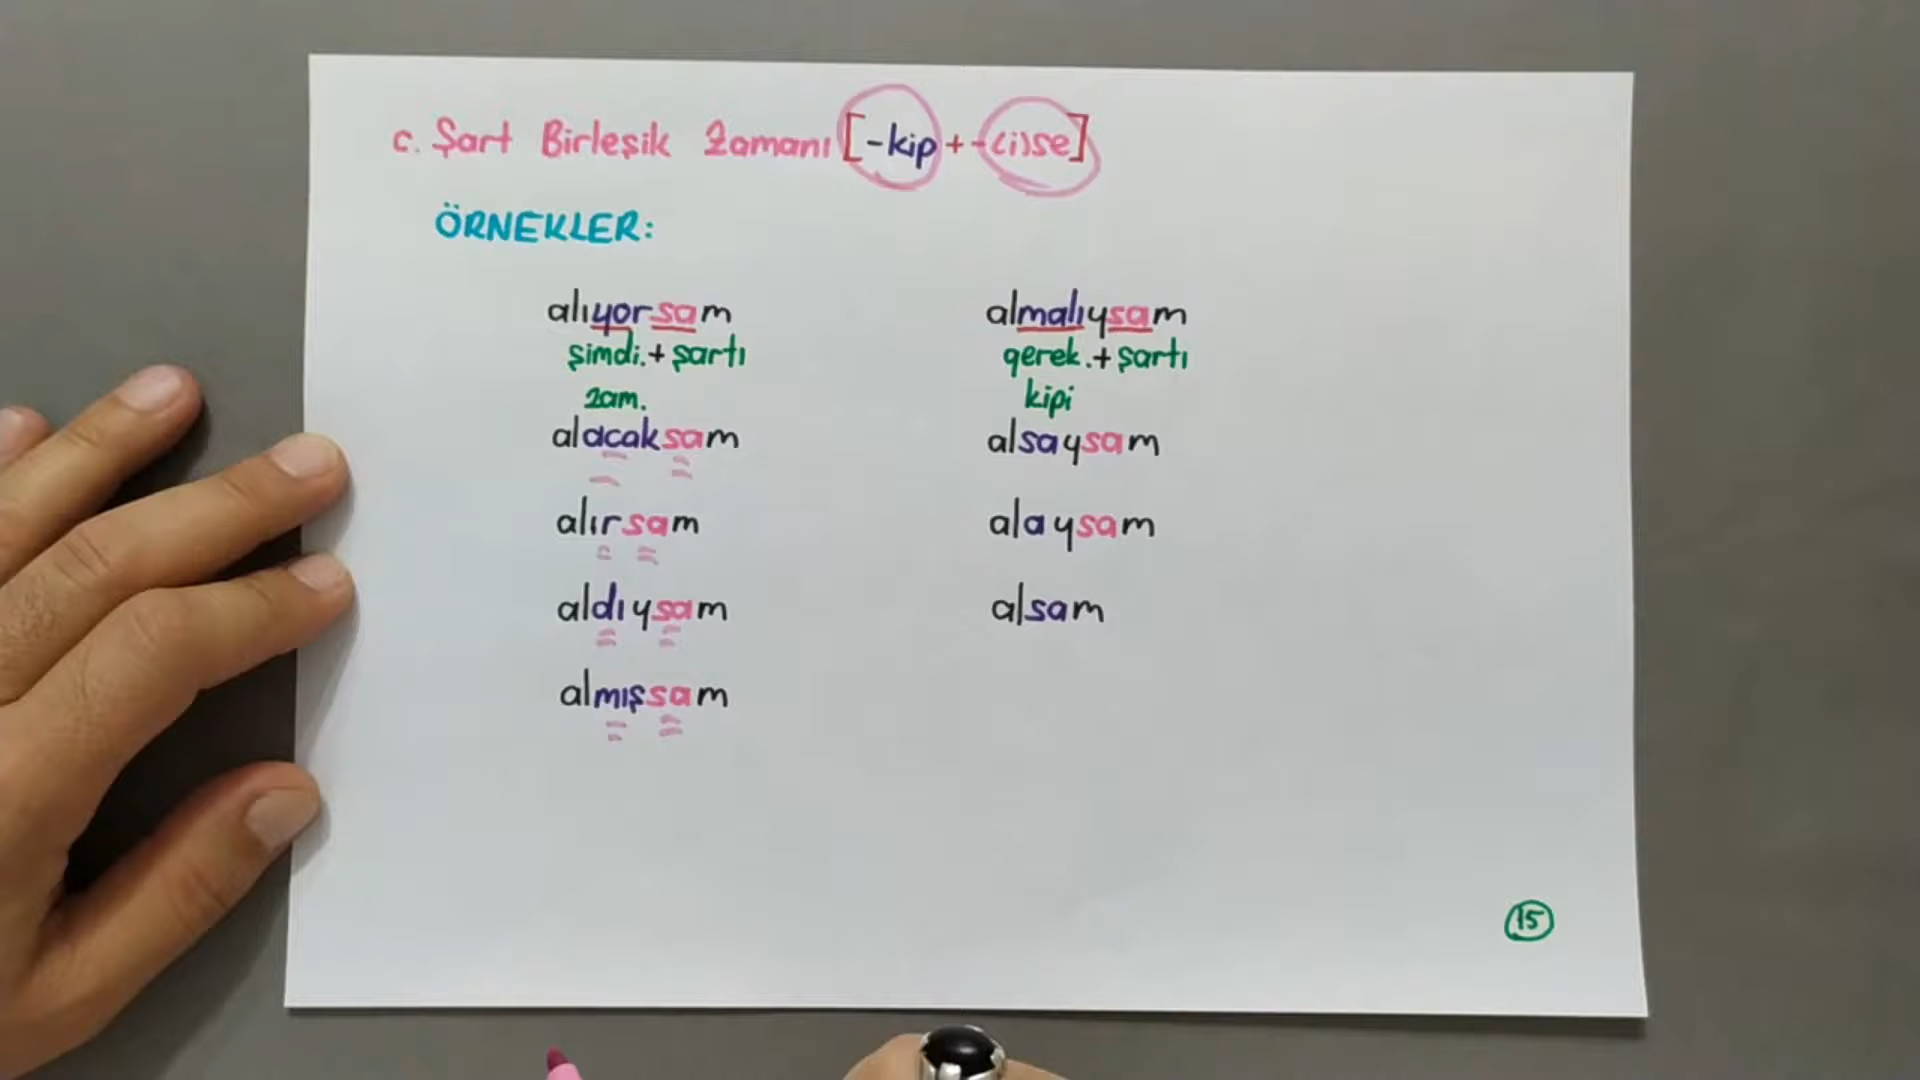 c. Şart Birleşik Zamanı [-kip + -(i)se]
ÖRNEKLER:
alıyorsam
şimdi. + şartı
zam.
alacaksam
alırsam
aldıysam
almışsam
almalıysam
gerek. + şartı
kipi
alsaysam
alaysam
alsam
15